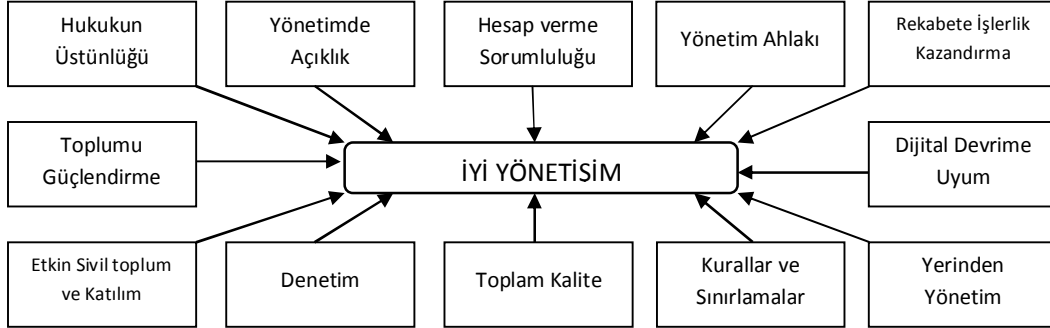 Hukukun
Üstünlüğü
Yönetimde
Açıklık
Hesap verme
Sorumluluğu
Yönetim Ahlakı
Rekabete İşlerlik
Kazandırma
Toplumu
Güçlendirme
İYİ YÖNETİSİM
Dijital Devrime
Uyum
Etkin Sivil toplum
ve Katılım
Denetim
Toplam Kalite
Kurallar ve
Sınırlamalar
Yerinden
Yönetim